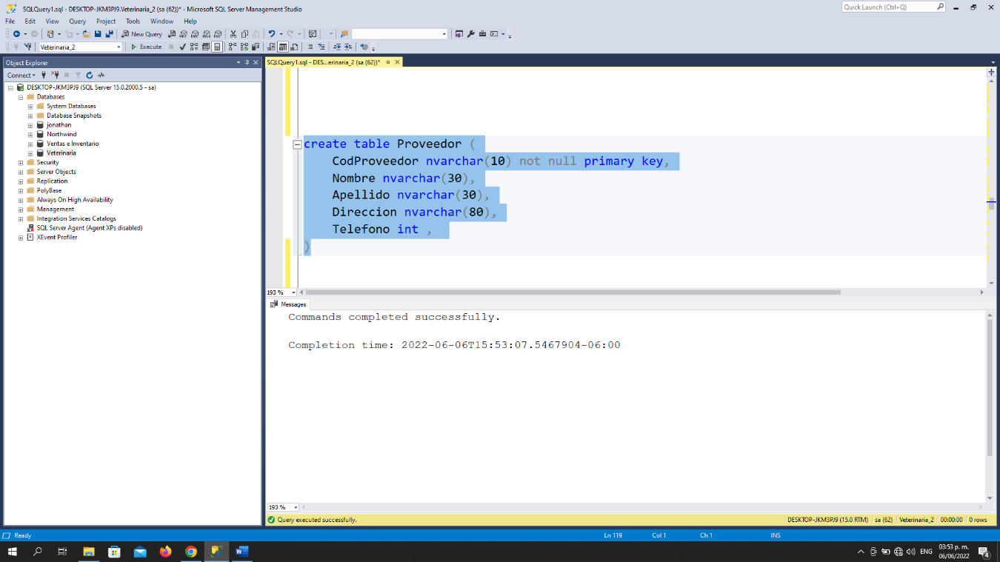 SQLQuery1.sql - DESKTOP-JKM3PJ9.Veterinaria_2 (sa (62))* - Microsoft SQL Server Management Studio
Quick Launch (Ctrl+Q)
File Edit View Query Project Tools Window Help
New Query
Veterinaria_2
Execute
Object Explorer
SQLQuery1.sql - DES...erinaria_2 (sa (62))*
Connect
DESKTOP-JKM3PJ9 (SQL Server 15.0.2000.5 - sa)
Databases
System Databases
Database Snapshots
jonathan
Northwind
Ventas e Inventario
Veterinaria
Security
Server Objects
Replication
PolyBase
Always On High Availability
Management
Integration Services Catalogs
SQL Server Agent (Agent XPs disabled)
XEvent Profiler
create table Proveedor (
CodProveedor nvarchar(10) not null primary key,
Nombre nvarchar(30),
Apellido nvarchar(30),
Direccion nvarchar(80),
Telefono int ,
)
193 %
Messages
Commands completed successfully.
Completion time: 2022-06-06T15:53:07.5467904-06:00
193 %
Query executed successfully.
DESKTOP-JKM3PJ9 (15.0 RTM) sa (62) Veterinaria_2 00:00:00 0 rows
Ready
Ln 119 Col 1 Ch 1 INS
ENG
03:53 p. m.
06/06/2022
4